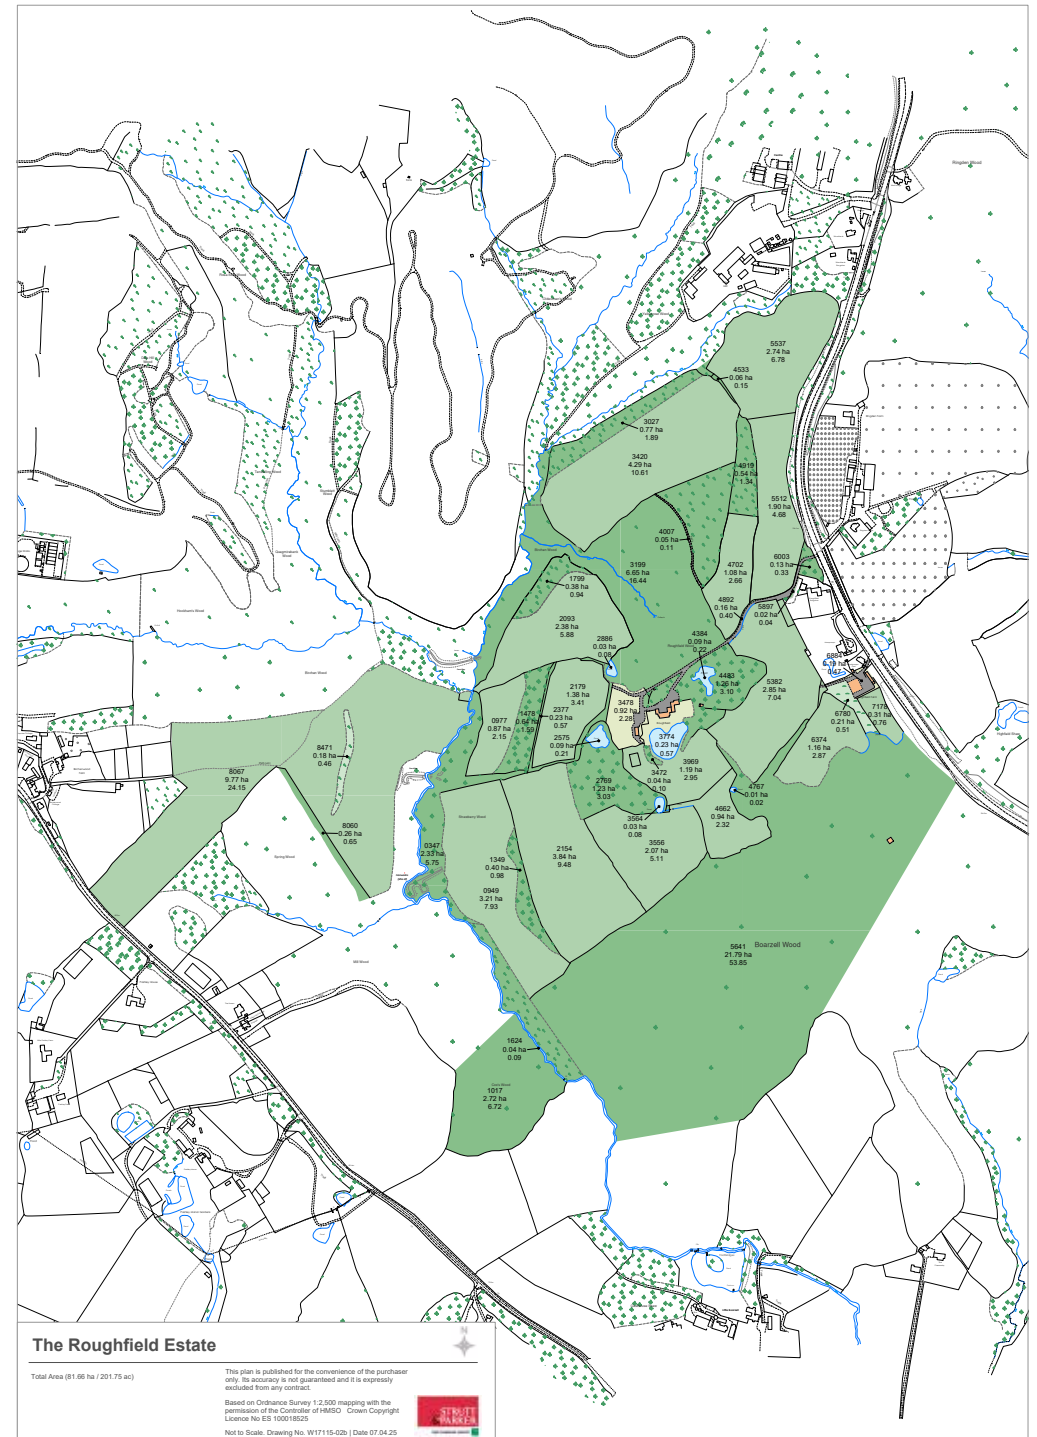 Ringden Wood
5537
2.74 ha
6.78
4533
0.06 ha
0.15
3027
0.77 ha
1.89
3420
4.29 ha
10.61
4919
0.54 ha
1.34
5512
1.90 ha
4.68
4007
0.05 ha
0.11
3199
6.65 ha
16.44
4702
1.08 ha
2.66
6003
0.13 ha
0.33
1799
0.38 ha
0.94
2093
2.38 ha
5.88
4892
0.16 ha
0.40
5897
0.02 ha
0.04
2886
0.03 ha
0.08
4384
0.09 ha
0.22
6884
0.19 ha
0.47
2179
1.38 ha
3.41
4483
1.26 ha
3.10
5382
2.85 ha
7.04
3478
0.92 ha
2.28
2377
0.23 ha
0.57
1478
0.64 ha
1.59
0977
0.87 ha
2.15
7178
0.31 ha
0.76
6780
0.21 ha
0.51
2575
0.09 ha
0.21
3774
0.23 ha
0.57
6374
1.16 ha
2.87
8471
0.18 ha
0.46
8067
9.77 ha
24.15
3969
1.19 ha
2.95
3472
0.04 ha
0.10
2769
1.23 ha
3.03
4767
0.01 ha
0.02
4662
0.94 ha
2.32
3564
0.03 ha
0.08
8060
0.26 ha
0.65
3556
2.07 ha
5.11
0347
2.33 ha
5.75
2154
3.84 ha
9.48
1349
0.40 ha
0.98
0949
3.21 ha
7.93
5641
21.79 ha
53.85
Boarzell Wood
Mill Wood
1624
0.04 ha
0.09
1017
2.72 ha
6.72
The Roughfield Estate
N
Total Area (81.66 ha / 201.75 ac)
This plan is published for the convenience of the purchaser
only. Its accuracy is not guaranteed and it is expressly
excluded from any contract.
Based on Ordnance Survey 1:2,500 mapping with the
permission of the Controller of HMSO Crown Copyright
Licence No ES 100018525
Not to Scale. Drawing No. W17115-02b | Date 07.04.25
STRUTT
PARKER